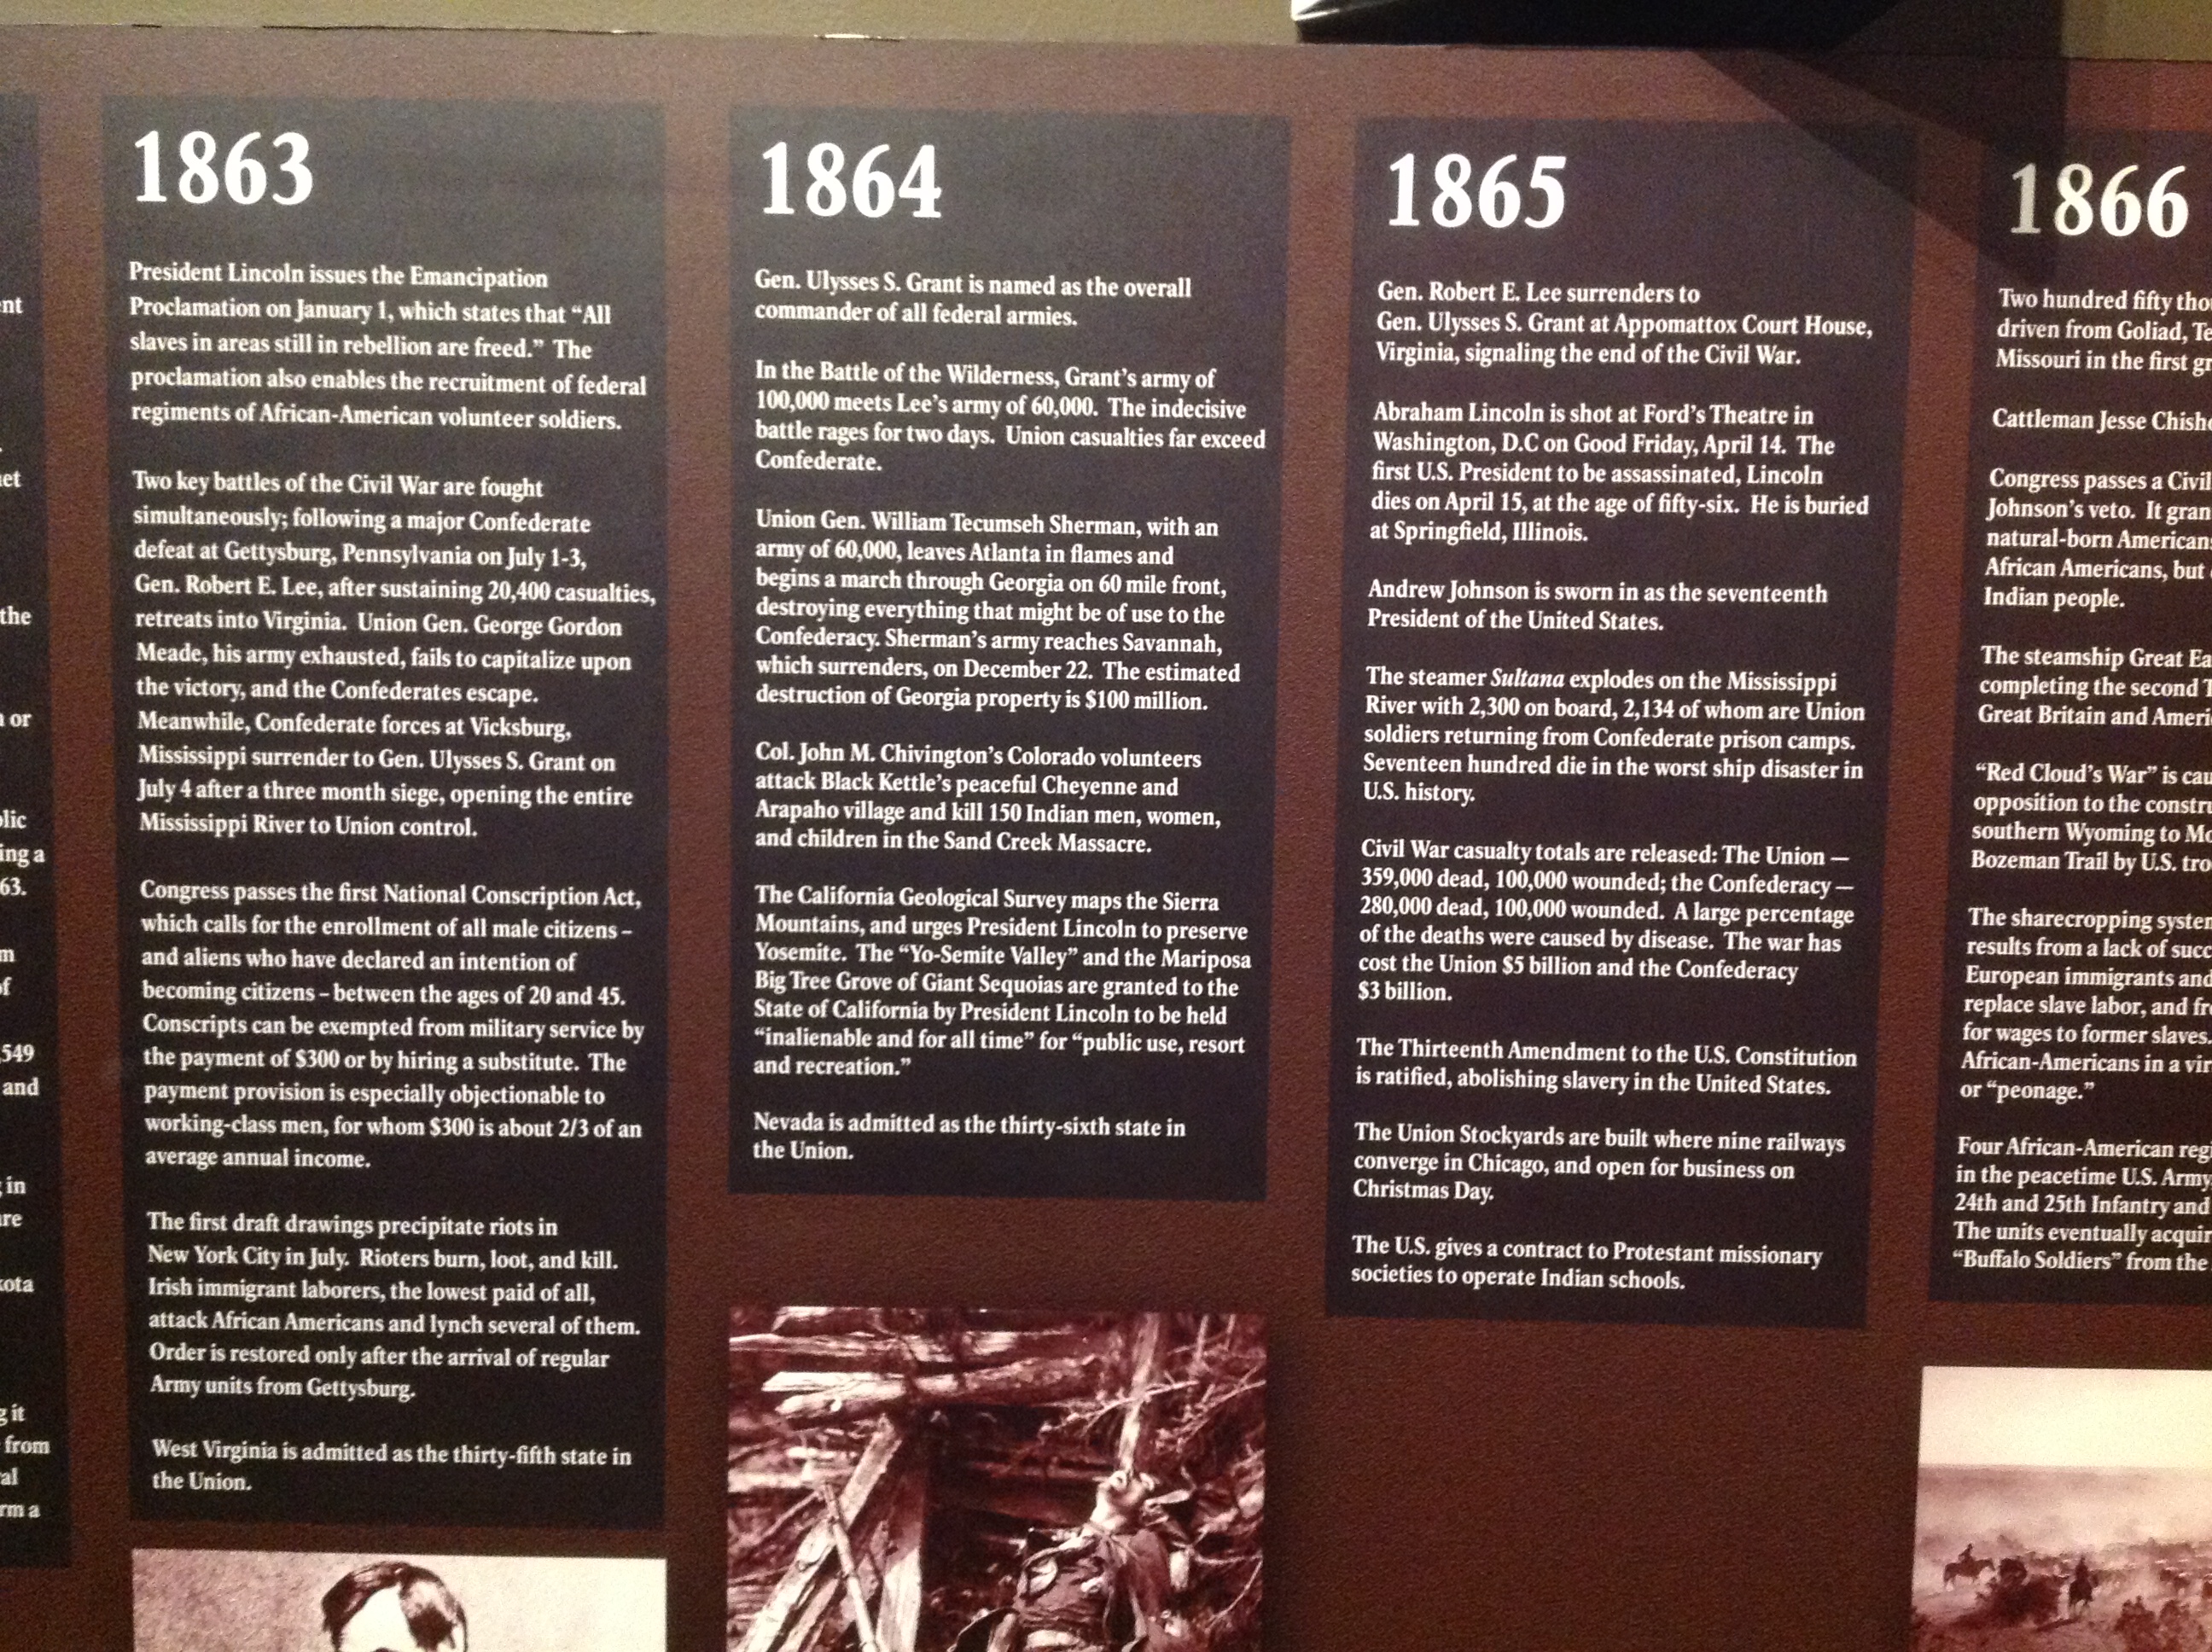 ent
.
net
the
n or
lic
ing a
63.
m
of
,549
and
g in
are
kota
g it
from
al
rm a
1863
President Lincoln issues the Emancipation
Proclamation on January 1, which states that “All
slaves in areas still in rebellion are freed.” The
proclamation also enables the recruitment of federal
regiments of African-American volunteer soldiers.
Two key battles of the Civil War are fought
simultaneously; following a major Confederate
defeat at Gettysburg, Pennsylvania on July 1-3,
Gen. Robert E. Lee, after sustaining 20,400 casualties,
retreats into Virginia. Union Gen. George Gordon
Meade, his army exhausted, fails to capitalize upon
the victory, and the Confederates escape.
Meanwhile, Confederate forces at Vicksburg,
Mississippi surrender to Gen. Ulysses S. Grant on
July 4 after a three month siege, opening the entire
Mississippi River to Union control.
Congress passes the first National Conscription Act,
which calls for the enrollment of all male citizens –
and aliens who have declared an intention of
becoming citizens – between the ages of 20 and 45.
Conscripts can be exempted from military service by
the payment of $300 or by hiring a substitute. The
payment provision is especially objectionable to
working-class men, for whom $300 is about 2/3 of an
average annual income.
The first draft drawings precipitate riots in
New York City in July. Rioters burn, loot, and kill.
Irish immigrant laborers, the lowest paid of all,
attack African Americans and lynch several of them.
Order is restored only after the arrival of regular
Army units from Gettysburg.
West Virginia is admitted as the thirty-fifth state in
the Union.
1864
Gen. Ulysses S. Grant is named as the overall
commander of all federal armies.
In the Battle of the Wilderness, Grant’s army of
100,000 meets Lee’s army of 60,000. The indecisive
battle rages for two days. Union casualties far exceed
Confederate.
Union Gen. William Tecumseh Sherman, with an
army of 60,000, leaves Atlanta in flames and
begins a march through Georgia on 60 mile front,
destroying everything that might be of use to the
Confederacy. Sherman’s army reaches Savannah,
which surrenders, on December 22. The estimated
destruction of Georgia property is $100 million.
Col. John M. Chivington’s Colorado volunteers
attack Black Kettle’s peaceful Cheyenne and
Arapaho village and kill 150 Indian men, women,
and children in the Sand Creek Massacre.
The California Geological Survey maps the Sierra
Mountains, and urges President Lincoln to preserve
Yosemite. The “Yo-Semite Valley” and the Mariposa
Big Tree Grove of Giant Sequoias are granted to the
State of California by President Lincoln to be held
“inalienable and for all time” for “public use, resort
and recreation.”
Nevada is admitted as the thirty-sixth state in
the Union.
1865
Gen. Robert E. Lee surrenders to
Gen. Ulysses S. Grant at Appomattox Court House,
Virginia, signaling the end of the Civil War.
Abraham Lincoln is shot at Ford’s Theatre in
Washington, D.C on Good Friday, April 14. The
first U.S. President to be assassinated, Lincoln
dies on April 15, at the age of fifty-six. He is buried
at Springfield, Illinois.
Andrew Johnson is sworn in as the seventeenth
President of the United States.
The steamer Sultana explodes on the Mississippi
River with 2,300 on board, 2,134 of whom are Union
soldiers returning from Confederate prison camps.
Seventeen hundred die in the worst ship disaster in
U.S. history.
Civil War casualty totals are released: The Union —
359,000 dead, 100,000 wounded; the Confederacy —
280,000 dead, 100,000 wounded. A large percentage
of the deaths were caused by disease. The war has
cost the Union $5 billion and the Confederacy
$3 billion.
The Thirteenth Amendment to the U.S. Constitution
is ratified, abolishing slavery in the United States.
The Union Stockyards are built where nine railways
converge in Chicago, and open for business on
Christmas Day.
The U.S. gives a contract to Protestant missionary
societies to operate Indian schools.
1866
Two hundred fifty tho
driven from Goliad, Te
Missouri in the first gr
Cattleman Jesse Chisho
Congress passes a Civil
Johnson’s veto. It gran
natural-born American
African Americans, but
Indian people.
The steamship Great Ea
completing the second T
Great Britain and Ameri
“Red Cloud’s War” is cau
opposition to the constru
southern Wyoming to Mo
Bozeman Trail by U.S. tro
The sharecropping system
results from a lack of succ
European immigrants and
replace slave labor, and fr
for wages to former slaves.
African-Americans in a vir
or “peonage.”
Four African-American regi
in the peacetime U.S. Army
24th and 25th Infantry and
The units eventually acquir
“Buffalo Soldiers” from the